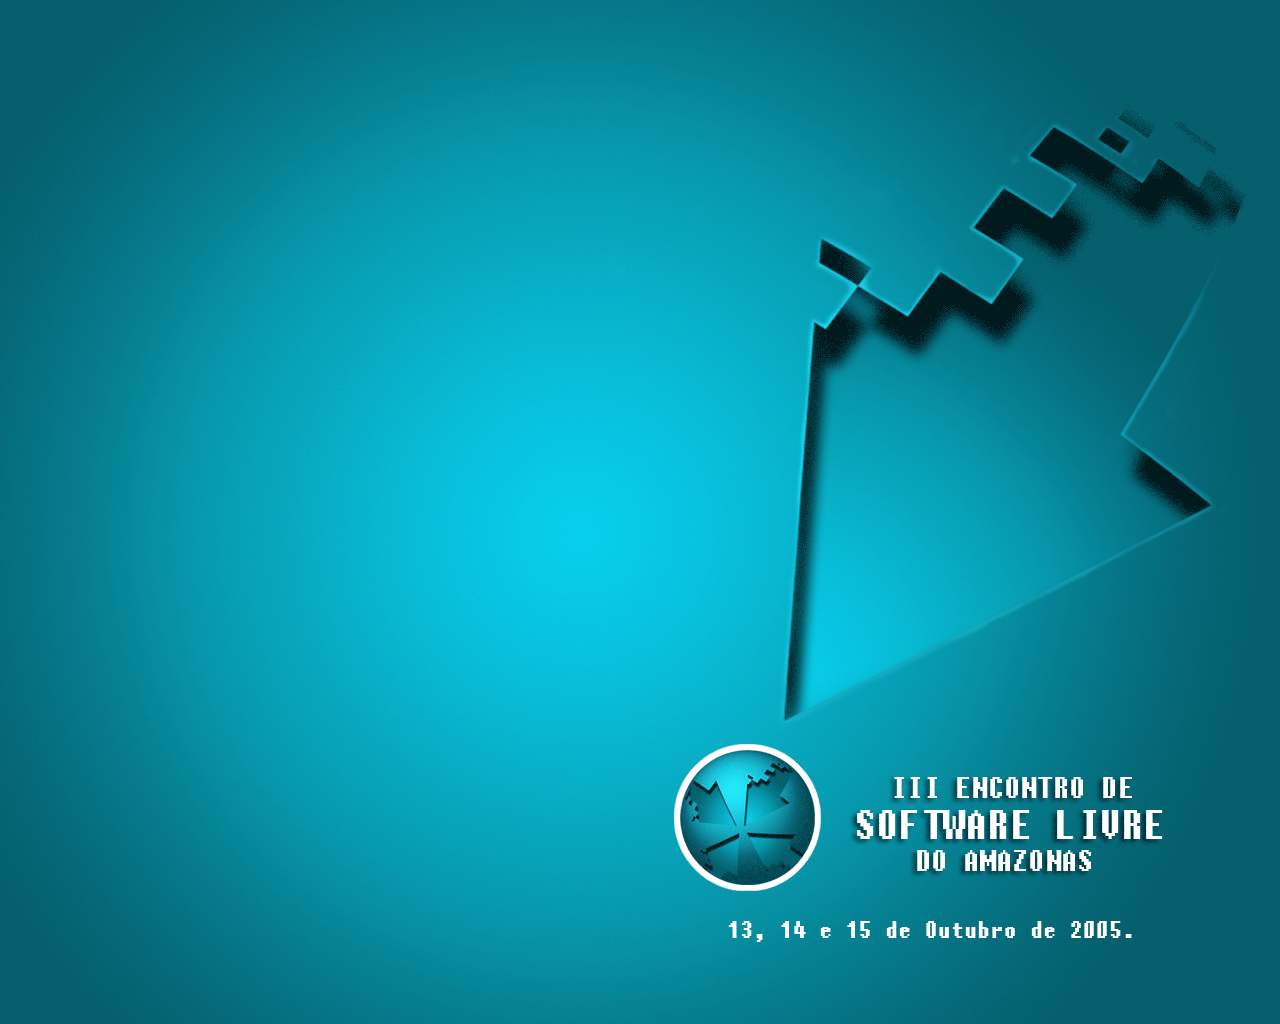 III ENCONTRO DE
SOFTWARE LIVRE
DO AMAZONAS
13, 14 e 15 de Outubro de 2005.